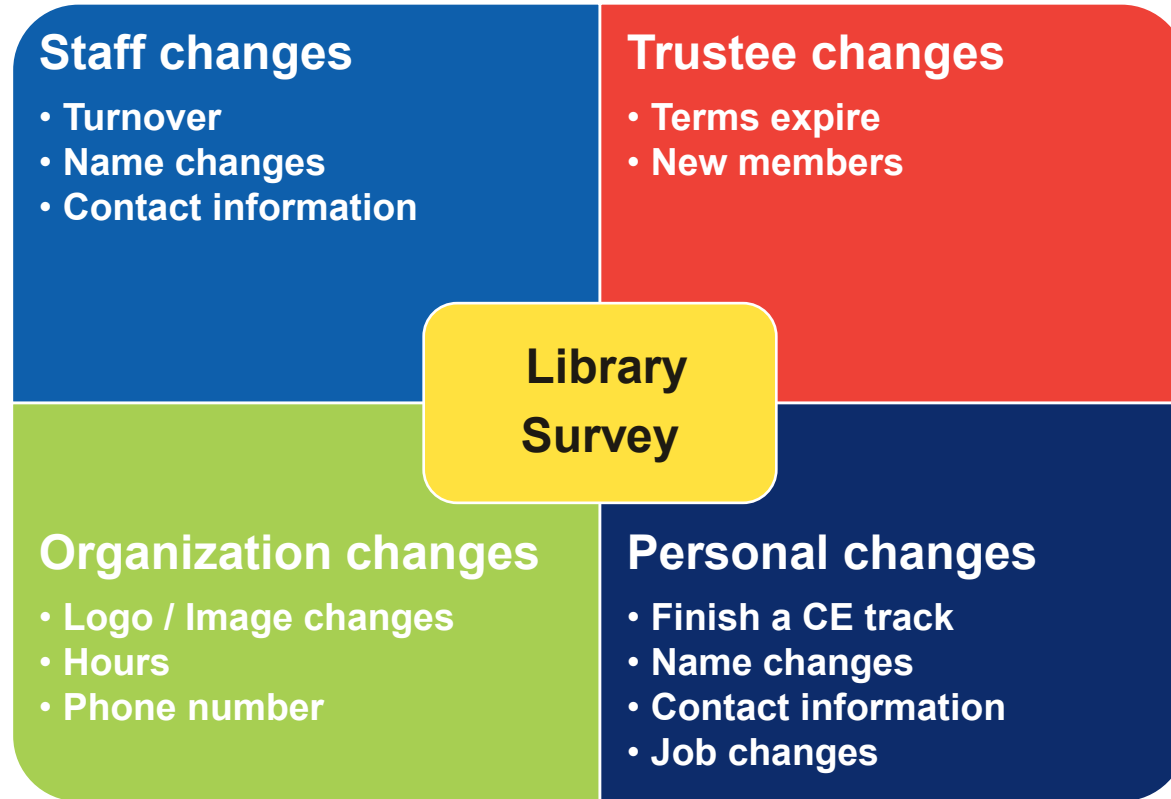 Staff changes
• Turnover
• Name changes
• Contact information
Trustee changes
• Terms expire
• New members
Library
Survey
Organization changes
• Logo / Image changes
• Hours
• Phone number
Personal changes
• Finish a CE track
• Name changes
• Contact information
• Job changes